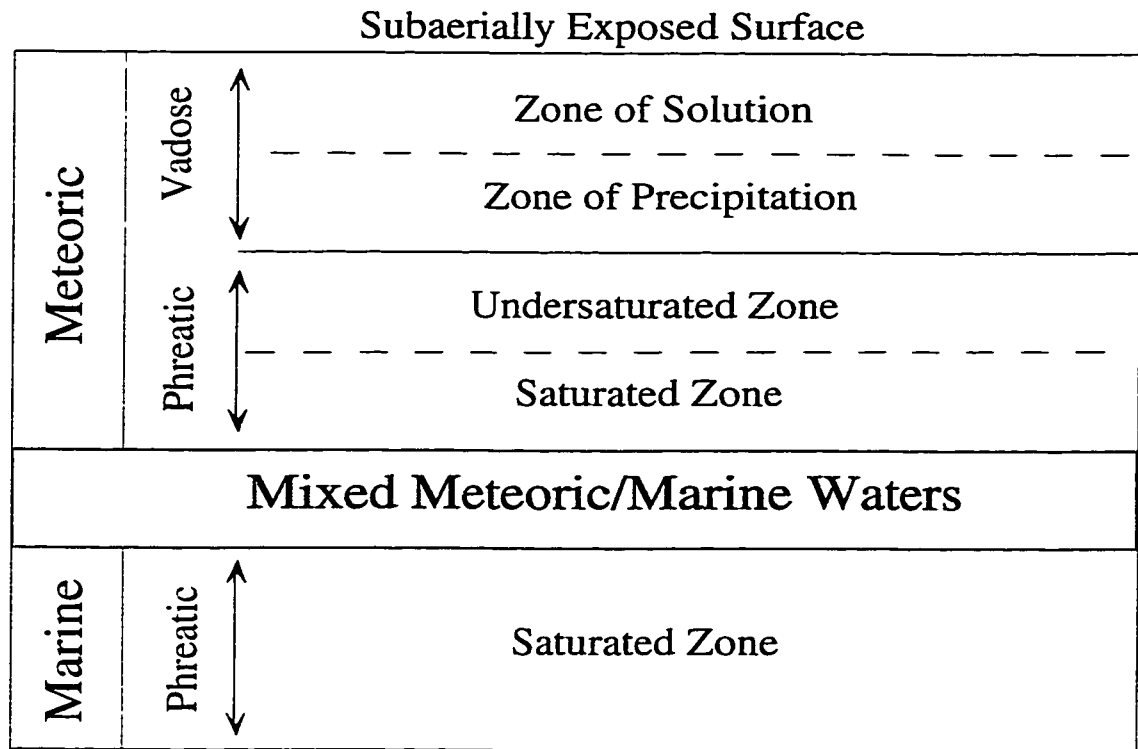 Subaerially Exposed Surface
Meteoric
Vadose
Zone of Solution
Zone of Precipitation
Phreatic
Undersaturated Zone
Saturated Zone
Mixed Meteoric/Marine Waters
Marine
Phreatic
Saturated Zone